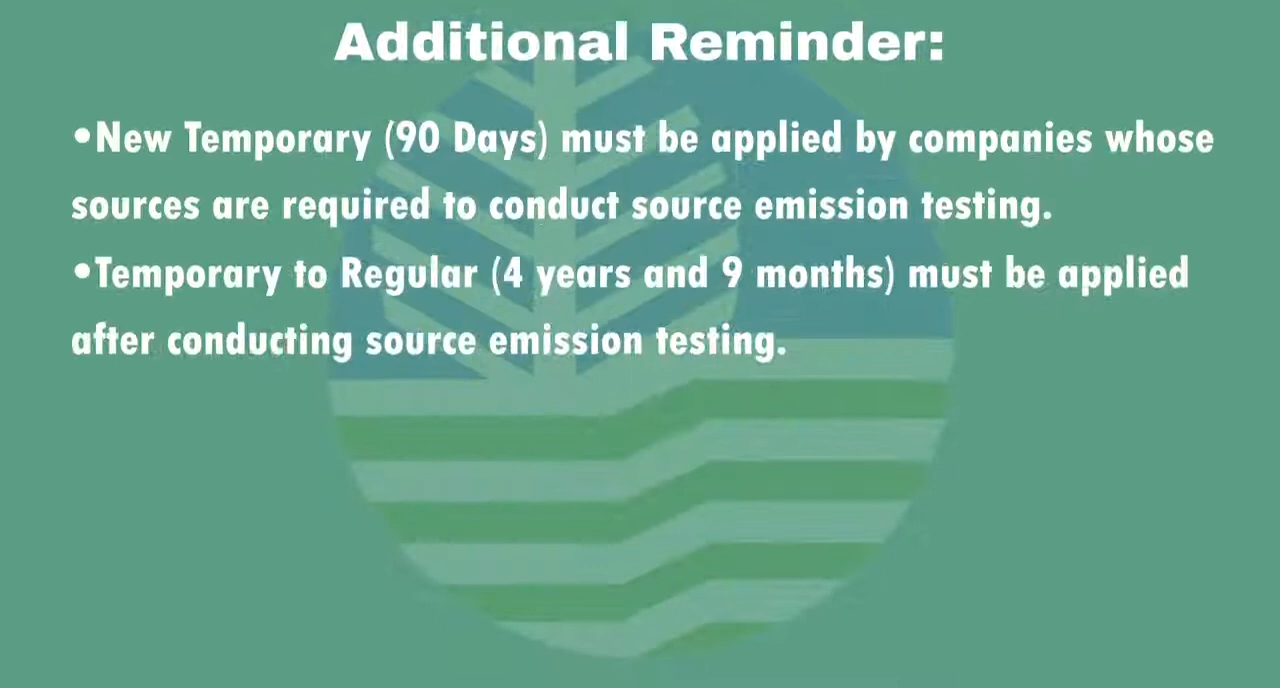 Additional Reminder:
•New Temporary (90 Days) must be applied by companies whose
sources are required to conduct source emission testing.
•Temporary to Regular (4 years and 9 months) must be applied
after conducting source emission testing.